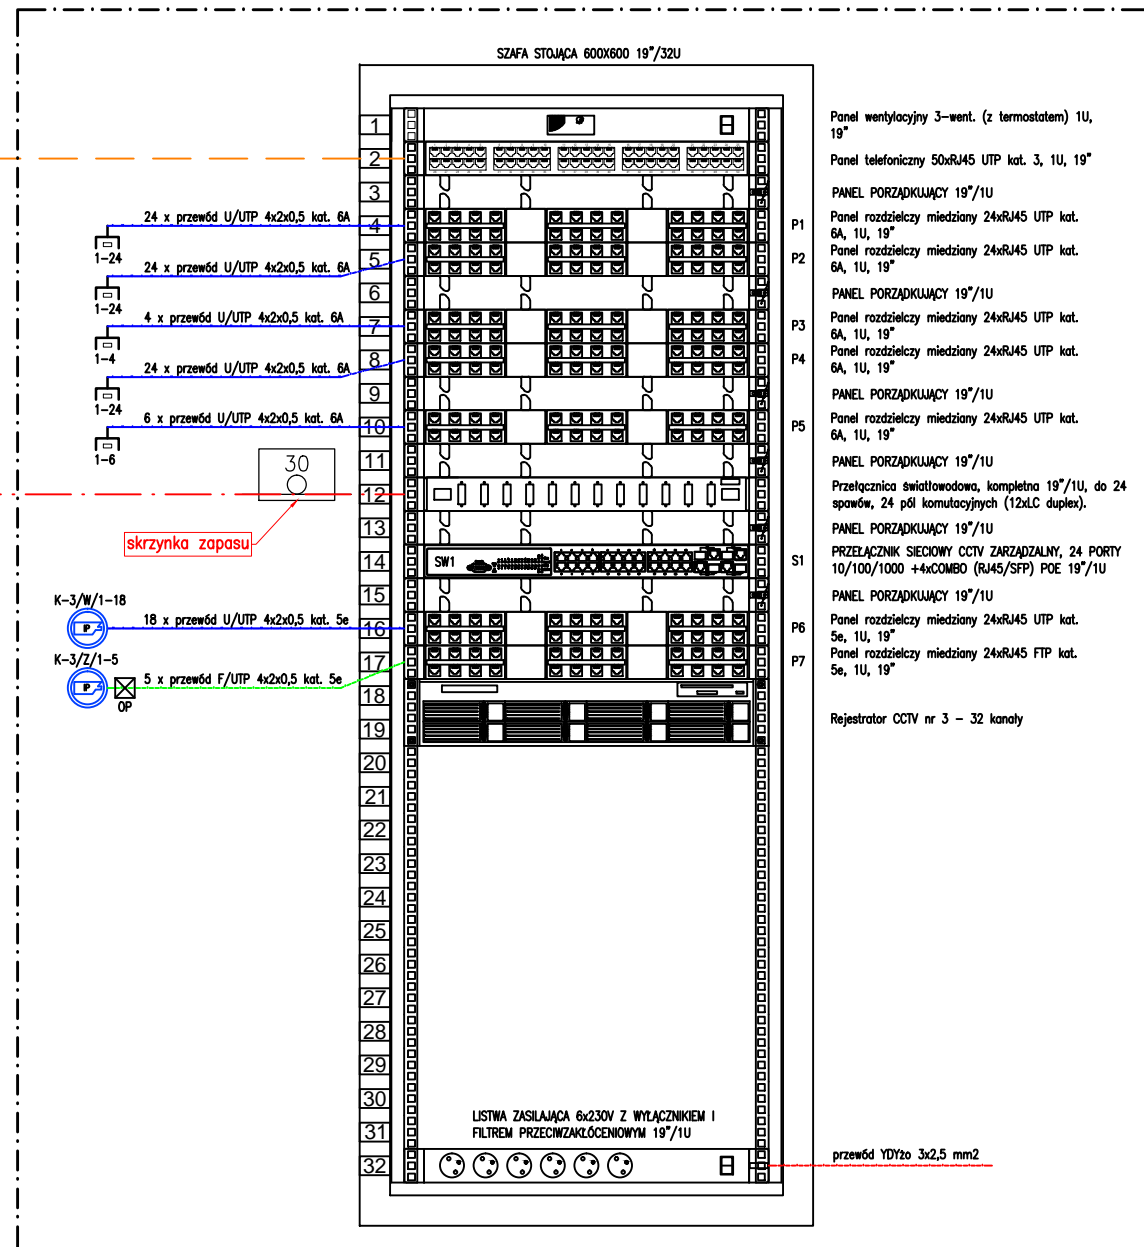 SZAFA STOJĄCA 600X600 19"/32U
1
Panel wentylacyjny 3-went. (z termostatem) 1U,
19"
2
Panel telefoniczny 50xRJ45 UTP kat. 3, 1U, 19"
3
PANEL PORZĄDKUJĄCY 19"/1U
24 x przewód U/UTP 4x2x0,5 kat. 6A
1-24
4
P1
Panel rozdzielczy miedziany 24xRJ45 UTP kat.
6A, 1U, 19"
24 x przewód U/UTP 4x2x0,5 kat. 6A
1-24
5
P2
Panel rozdzielczy miedziany 24xRJ45 UTP kat.
6A, 1U, 19"
6
PANEL PORZĄDKUJĄCY 19"/1U
4 x przewód U/UTP 4x2x0,5 kat. 6A
1-4
7
P3
Panel rozdzielczy miedziany 24xRJ45 UTP kat.
6A, 1U, 19"
24 x przewód U/UTP 4x2x0,5 kat. 6A
1-24
8
P4
Panel rozdzielczy miedziany 24xRJ45 UTP kat.
6A, 1U, 19"
9
PANEL PORZĄDKUJĄCY 19"/1U
6 x przewód U/UTP 4x2x0,5 kat. 6A
1-6
10
P5
Panel rozdzielczy miedziany 24xRJ45 UTP kat.
6A, 1U, 19"
11
PANEL PORZĄDKUJĄCY 19"/1U
30
skrzynka zapasu
12
Przełącznica światłowodowa, kompletna 19"/1U, do 24
spawów, 24 pól komutacyjnych (12xLC duplex).
13
PANEL PORZĄDKUJĄCY 19"/1U
14
SW1
S1
PRZEŁĄCZNIK SIECIOWY CCTV ZARZĄDZALNY, 24 PORTY
10/100/1000 +4xCOMBO (RJ45/SFP) POE 19"/1U
15
PANEL PORZĄDKUJĄCY 19"/1U
K-3/W/1-18
IP
18 x przewód U/UTP 4x2x0,5 kat. 5e
16
P6
Panel rozdzielczy miedziany 24xRJ45 UTP kat.
5e, 1U, 19"
K-3/Z/1-5
IP
OP
5 x przewód F/UTP 4x2x0,5 kat. 5e
17
P7
Panel rozdzielczy miedziany 24xRJ45 FTP kat.
5e, 1U, 19"
18
19
Rejestrator CCTV nr 3 - 32 kanały
20
21
22
23
24
25
26
27
28
29
30
31
LISTWA ZASILAJĄCA 6x230V Z WYŁĄCZNIKIEM I
FILTREM PRZECIWZAKŁÓCENIOWYM 19"/1U
32
przewód YDYżo 3x2,5 mm2